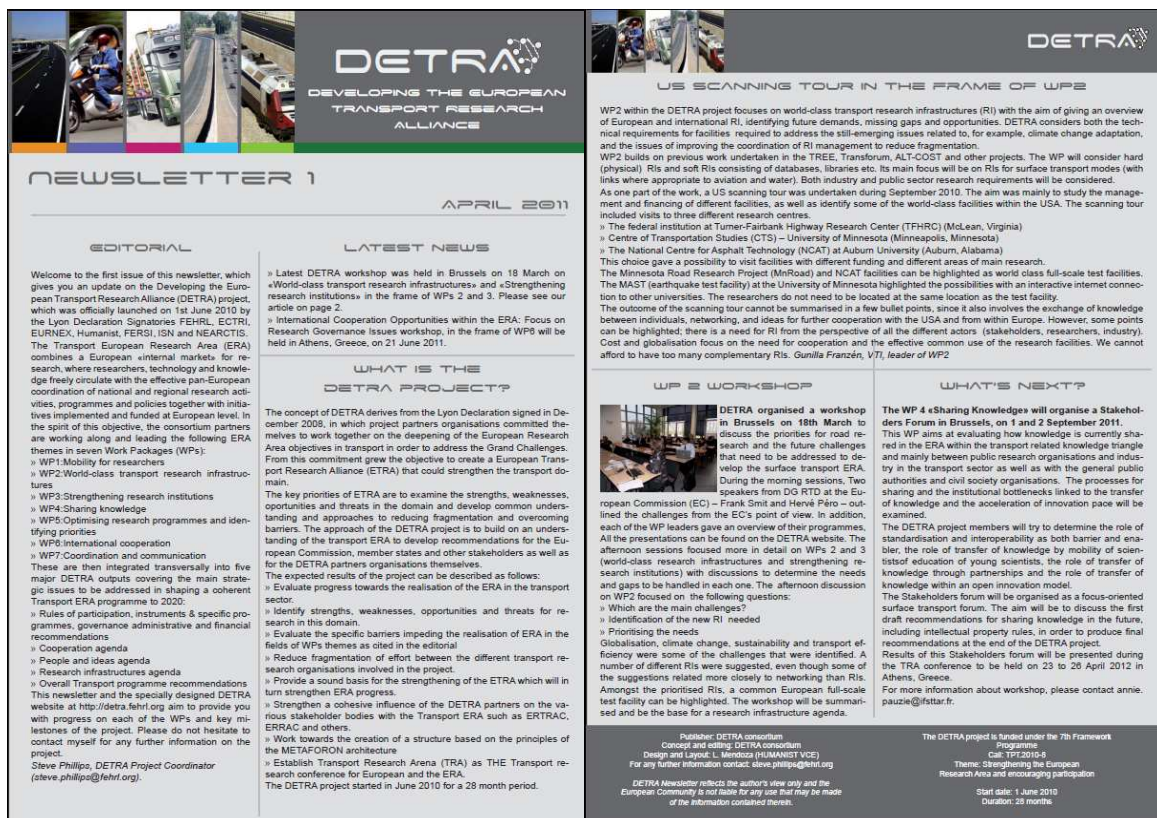 DETRA
DEVELOPING THE EUROPEAN
TRANSPORT RESEARCH
ALLIANCE
NEWSLETTER 1
APRIL 2011
EDITORIAL
Welcome to the first issue of this newsletter, which
gives you an update on the Developing the Euro-
pean Transport Research Alliance (DETRA) project,
which was officially launched on 1st June 2010 by
the Lyon Declaration Signatories FEHRL, ECTRI,
EURNEX, Humanist, FERSI, ISN and NEARCTIS.
The Transport European Research Area (ERA)
combines a European «internal market» for re-
search, where researchers, technology and knowle-
dge freely circulate with the effective pan-European
coordination of national and regional research acti-
vities, programmes and policies together with initia-
tives implemented and funded at European level. In
the spirit of this objective, the consortium partners
are working along and leading the following ERA
themes in seven Work Packages (WPs):
» WP1:Mobility for researchers
» WP2:World-class transport research infrastruc-
tures
» WP3:Strengthening research institutions
» WP4:Sharing knowledge
» WP5:Optimising research programmes and iden-
tifying priorities
» WP6:International cooperation
» WP7:Coordination and communication
These are then integrated transversally into five
major DETRA outputs covering the main strate-
gic issues to be addressed in shaping a coherent
Transport ERA programme to 2020:
» Rules of participation, instruments & specific pro-
grammes, governance administrative and financial
recommendations
» Cooperation agenda
» People and ideas agenda
» Research infrastructures agenda
» Overall Transport programme recommendations
This newsletter and the specially designed DETRA
website at http://detra.fehrl.org aim to provide you
with progress on each of the WPs and key mi-
lestones of the project. Please do not hesitate to
contact myself for any further information on the
project.
Steve Phillips, DETRA Project Coordinator
(steve.phillips@fehrl.org).
LATEST NEWS
» Latest DETRA workshop was held in Brussels on 18 March on
«World-class transport research infrastructures» and «Strengthening
research institutions» in the frame of WPs 2 and 3. Please see our
article on page 2.
» International Cooperation Opportunities within the ERA: Focus on
Research Governance Issues workshop, in the frame of WP6 will be
held in Athens, Greece, on 21 June 2011.
WHAT IS THE
DETRA PROJECT?
The concept of DETRA derives from the Lyon Declaration signed in De-
cember 2008, in which project partners organisations committed the-
melves to work together on the deepening of the European Research
Area objectives in transport in order to address the Grand Challenges.
From this commitment grew the objective to create a European Trans-
port Research Alliance (ETRA) that could strengthen the transport do-
main.
The key priorities of ETRA are to examine the strengths, weaknesses,
oportunities and threats in the domain and develop common unders-
tanding and approaches to reducing fragmentation and overcoming
barriers. The approach of the DETRA project is to build on an unders-
tanding of the transport ERA to develop recommendations for the Eu-
ropean Commission, member states and other stakeholders as well as
for the DETRA partners organisations themselves.
The expected results of the project can be described as follows:
» Evaluate progress towards the realisation of the ERA in the transport
sector.
» Identify strengths, weaknesses, opportunities and threats for re-
search in this domain.
» Evaluate the specific barriers impeding the realisation of ERA in the
fields of WPs themes as cited in the editorial
» Reduce fragmentation of effort between the different transport re-
search organisations involved in the project.
» Provide a sound basis for the strengthening of the ETRA which will in
turn strengthen ERA progress.
» Strengthen a cohesive influence of the DETRA partners on the va-
rious stakeholder bodies with the Transport ERA such as ERTRAC,
ERRAC and others.
» Work towards the creation of a structure based on the principles of
the METAFORON architecture
» Establish Transport Research Arena (TRA) as THE Transport re-
search conference for European and the ERA.
The DETRA project started in June 2010 for a 28 month period.
DETRA
US SCANNING TOUR IN THE FRAME OF WP2
WP2 within the DETRA project focuses on world-class transport research infrastructures (RI) with the aim of giving an overview
of European and international RI, identifying future demands, missing gaps and opportunities. DETRA considers both the tech-
nical requirements for facilities required to address the still-emerging issues related to, for example, climate change adaptation,
and the issues of improving the coordination of RI management to reduce fragmentation.
WP2 builds on previous work undertaken in the TREE, Transforum, ALT-COST and other projects. The WP will consider hard
(physical) RIs and soft RIs consisting of databases, libraries etc. Its main focus will be on RIs for surface transport modes (with
links where appropriate to aviation and water). Both industry and public sector research requirements will be considered.
As one part of the work, a US scanning tour was undertaken during September 2010. The aim was mainly to study the manage-
ment and financing of different facilities, as well as identify some of the world-class facilities within the USA. The scanning tour
included visits to three different research centres.
» The federal institution at Turner-Fairbank Highway Research Center (TFHRC) (McLean, Virginia)
» Centre of Transportation Studies (CTS) – University of Minnesota (Minneapolis, Minnesota)
» The National Centre for Asphalt Technology (NCAT) at Auburn University (Auburn, Alabama)
This choice gave a possibility to visit facilities with different funding and different areas of main research.
The Minnesota Road Research Project (MnRoad) and NCAT facilities can be highlighted as world class full-scale test facilities.
The MAST (earthquake test facility) at the University of Minnesota highlighted the possibilities with an interactive internet connec-
tion to other universities. The researchers do not need to be located at the same location as the test facility.
The outcome of the scanning tour cannot be summarised in a few bullet points, since it also involves the exchange of knowledge
between individuals, networking, and ideas for further cooperation with the USA and from within Europe. However, some points
can be highlighted; there is a need for RI from the perspective of all the different actors (stakeholders, researchers, industry).
Cost and globalisation focus on the need for cooperation and the effective common use of the research facilities. We cannot
afford to have too many complementary RIs. Gunilla Franzén, VTI, leader of WP2
WP 2 WORKSHOP
DETRA organised a workshop
in Brussels on 18th March to
discuss the priorities for road re-
search and the future challenges
that need to be addressed to de-
velop the surface transport ERA.
During the morning sessions, Two
speakers from DG RTD at the Eu-
ropean Commission (EC) – Frank Smit and Hervé Péro – out-
lined the challenges from the EC's point of view. In addition,
each of the WP leaders gave an overview of their programmes,
All the presentations can be found on the DETRA website. The
afternoon sessions focused more in detail on WPs 2 and 3
(world-class research infrastructures and strengthening re-
search institutions) with discussions to determine the needs
and gaps to be handled in each one. The afternoon discussion
on WP2 focused on the following questions:
» Which are the main challenges?
» Identification of the new RI needed
» Prioritising the needs
Globalisation, climate change, sustainability and transport ef-
ficiency were some of the challenges that were identified. A
number of different RIs were suggested, even though some of
the suggestions related more closely to networking than RIs.
Amongst the prioritised RIs, a common European full-scale
test facility can be highlighted. The workshop will be summari-
sed and be the base for a research infrastructure agenda.
WHAT'S NEXT?
The WP 4 «Sharing Knowledge» will organise a Stakehol-
ders Forum in Brussels, on 1 and 2 September 2011.
This WP aims at evaluating how knowledge is currently sha-
red in the ERA within the transport related knowledge triangle
and mainly between public research organisations and indus-
try in the transport sector as well as with the general public
authorities and civil society organisations. The processes for
sharing and the institutional bottlenecks linked to the transfer
of knowledge and the acceleration of innovation pace will be
examined.
The DETRA project members will try to determine the role of
standardisation and interoperability as both barrier and ena-
bler, the role of transfer of knowledge by mobility of scien-
tistsof education of young scientists, the role of transfer of
knowledge through partnerships and the role of transfer of
knowledge within an open innovation model.
The Stakeholders forum will be organised as a focus-oriented
surface transport forum. The aim will be to discuss the first
draft recommendations for sharing knowledge in the future,
including intellectual property rules, in order to produce final
recommendations at the end of the DETRA project.
Results of this Stakeholders forum will be presented during
the TRA conference to be held on 23 to 26 April 2012 in
Athens, Greece.
For more information about workshop, please contact annie.
pauzie@ifsttar.fr.
Publisher: DETRA consortium
Concept and editing: DETRA consortium
Design and Layout: L. Mendoza (HUMANIST VCE)
For any further information contact: steve.phillips@fehrl.org
DETRA Newsletter reflects the author's view only and the
European Community is not liable for any use that may be made
of the information contained therein.
The DETRA project is funded under the 7th Framework
Programme
Call: TPT.2010-6
Theme: Strengthening the European
Research Area and encouraging participation
Start date: 1 June 2010
Duration: 28 months